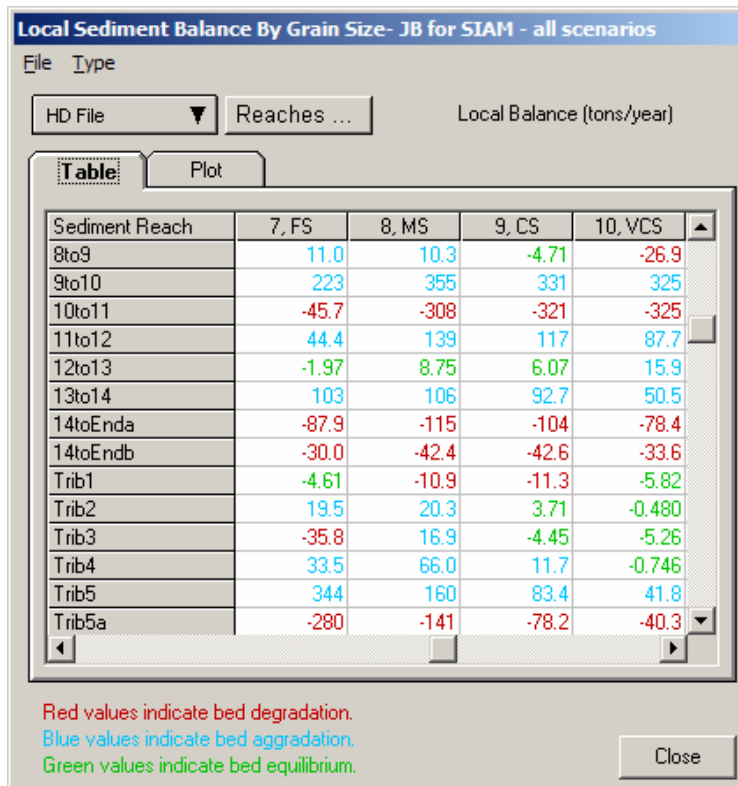 Local Sediment Balance By Grain Size- JB for SIAM - all scenarios
File Type
HD File Reaches ... Local Balance (tons/year)
Table Plot
Sediment Reach 7, FS 8, MS 9, CS 10, VCS
8to9 11.0 10.3 -4.71 -26.9
9to10 223 355 331 325
10to11 -45.7 -308 -321 -325
11to12 44.4 139 117 87.7
12to13 -1.97 8.75 6.07 15.9
13to14 103 106 92.7 50.5
14toEnda -87.9 -115 -104 -78.4
14toEndb -30.0 -42.4 -42.6 -33.6
Trib1 -4.61 -10.9 -11.3 -5.82
Trib2 19.5 20.3 3.71 -0.480
Trib3 -35.8 16.9 -4.45 -5.26
Trib4 33.5 66.0 11.7 -0.746
Trib5 344 160 83.4 41.8
Trib5a -280 -141 -78.2 -40.3
Red values indicate bed degradation.
Blue values indicate bed aggradation.
Green values indicate bed equilibrium.
Close